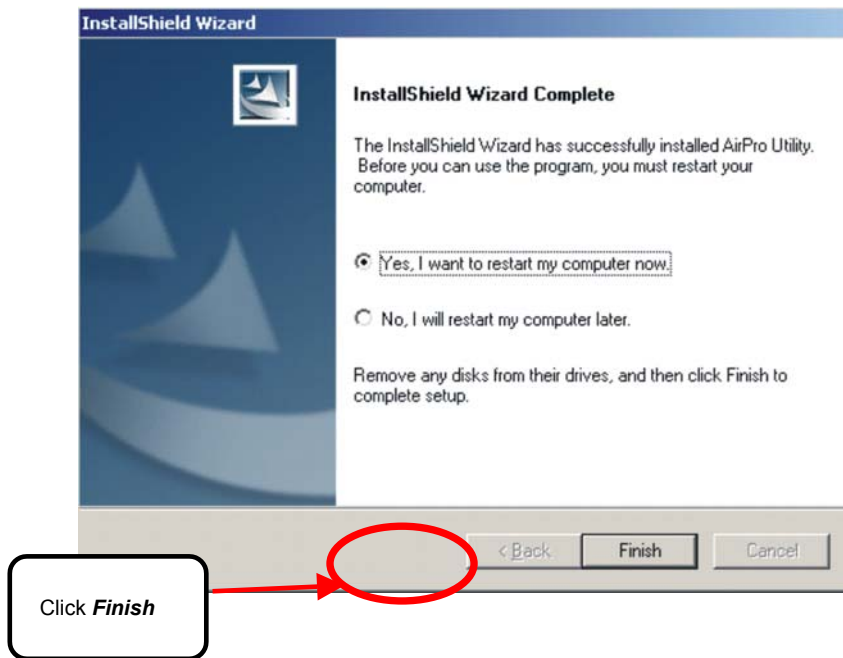 InstallShield Wizard
InstallShield Wizard Complete
The InstallShield Wizard has successfully installed AirPro Utility.
Before you can use the program, you must restart your
computer.
Yes, I want to restart my computer now.
No, I will restart my computer later.
Remove any disks from their drives, and then click Finish to
complete setup.
< Back
Finish
Cancel
Click Finish